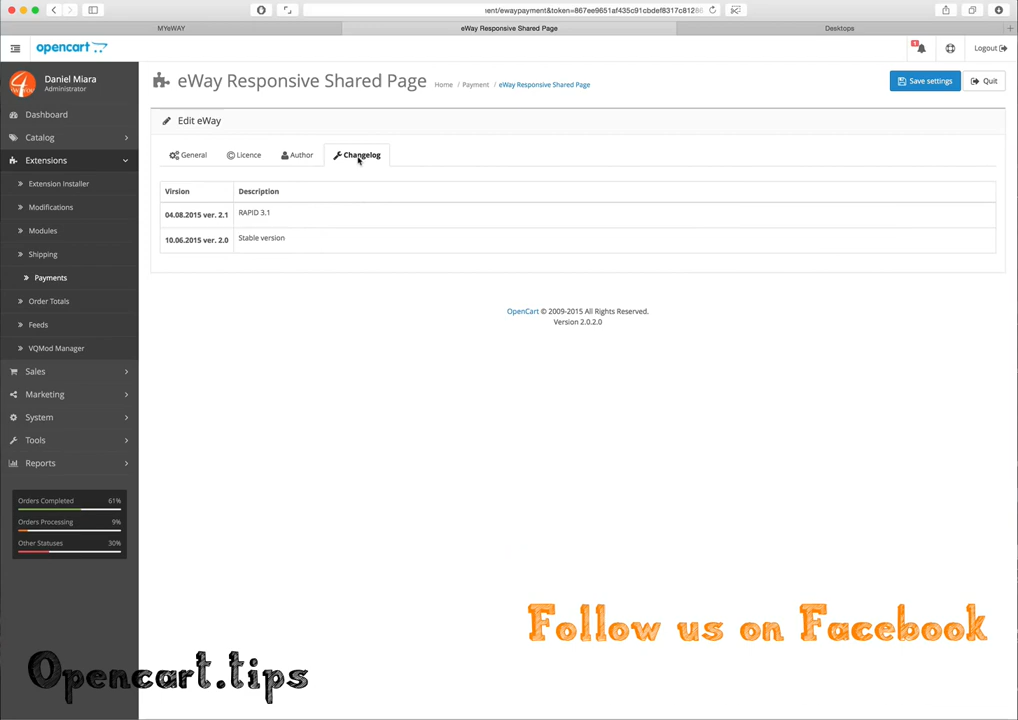 ment/ewaypayment&token=867ee9651af435c91cbdef8317c8128
MYeWAY
eWay Responsive Shared Page
Desktops
opencart
1
Logout
Daniel Miara
Administrator
eWay Responsive Shared Page
Home / Payment / eWay Responsive Shared Page
Save settings
Quit
Dashboard
Catalog
Extensions
Extension Installer
Modifications
Modules
Shipping
Payments
Order Totals
Feeds
VQMod Manager
Sales
Marketing
System
Tools
Reports
Orders Completed 61%
Orders Processing 9%
Other Statuses 30%
Edit eWay
General
Licence
Author
Changelog
Virsion Description
04.08.2015 ver. 2.1 RAPID 3.1
10.06.2015 ver. 2.0 Stable version
OpenCart © 2009-2015 All Rights Reserved.
Version 2.0.2.0
Follow us on Facebook
Opencart.tips